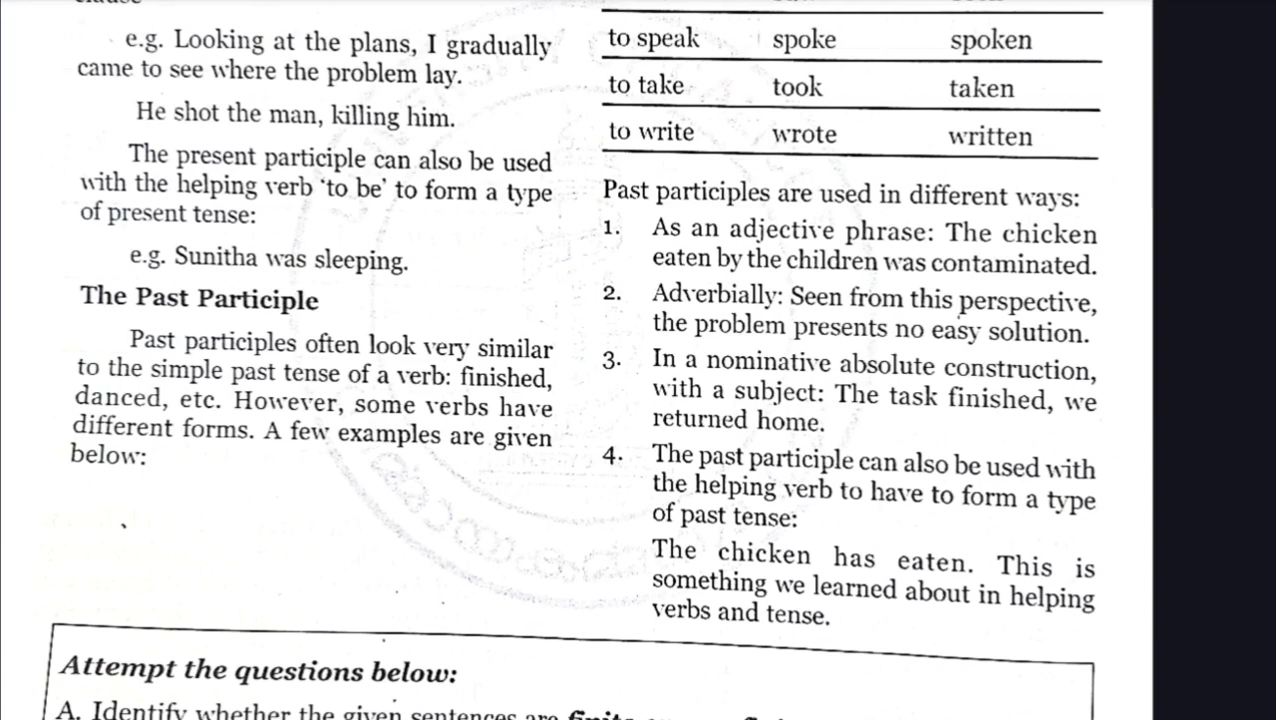 e.g. Looking at the plans, I gradually
came to see where the problem lay.
He shot the man, killing him.
The present participle can also be used
with the helping verb ‘to be’ to form a type
of present tense:
e.g. Sunitha was sleeping.
The Past Participle
Past participles often look very similar
to the simple past tense of a verb: finished,
danced, etc. However, some verbs have
different forms. A few examples are given
below:
to speak spoke spoken
to take took taken
to write wrote written
Past participles are used in different ways:
1. As an adjective phrase: The chicken
eaten by the children was contaminated.
2. Adverbially: Seen from this perspective,
the problem presents no easy solution.
3. In a nominative absolute construction,
with a subject: The task finished, we
returned home.
4. The past participle can also be used with
the helping verb to have to form a type
of past tense:
The chicken has eaten. This is
something we learned about in helping
verbs and tense.
Attempt the questions below:
A. Identify whether the given sentences are